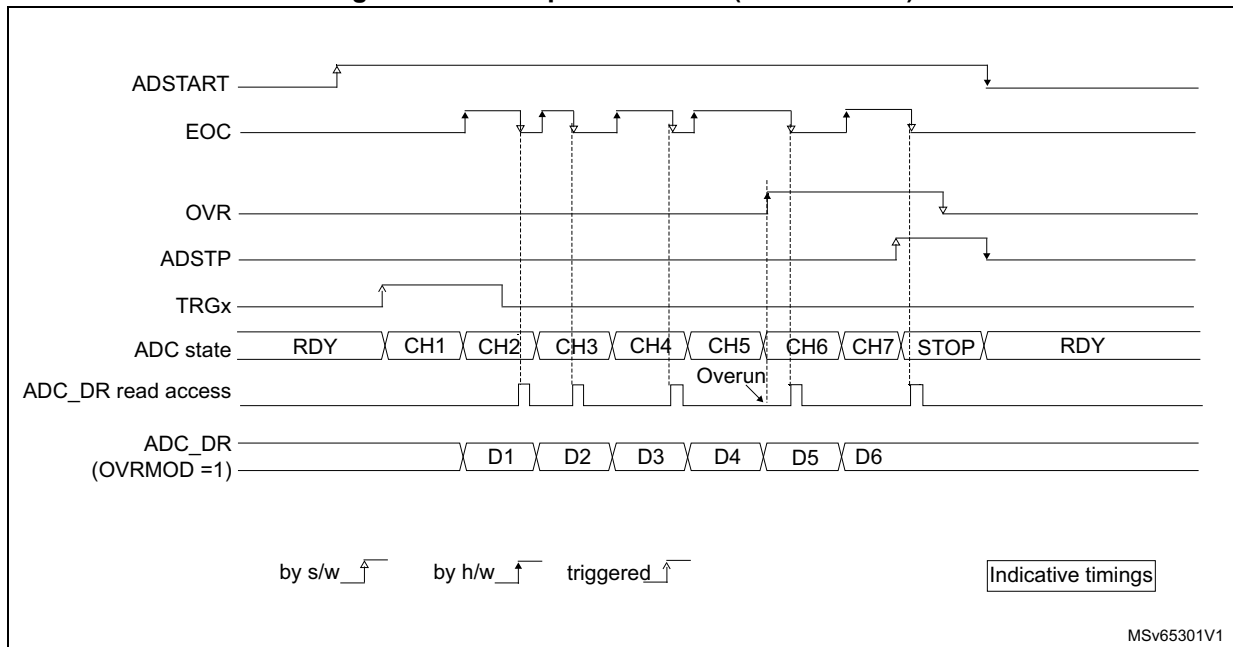 ADSTART
EOC
OVR
ADSTP
TRGx
ADC state RDY CH1 CH2 CH3 CH4 CH5 CH6 CH7 STOP RDY
Overun
ADC_DR read access
ADC_DR
(OVRMOD =1)
D1 D2 D3 D4 D5 D6
by s/w by h/w triggered
Indicative timings
MSv65301V1